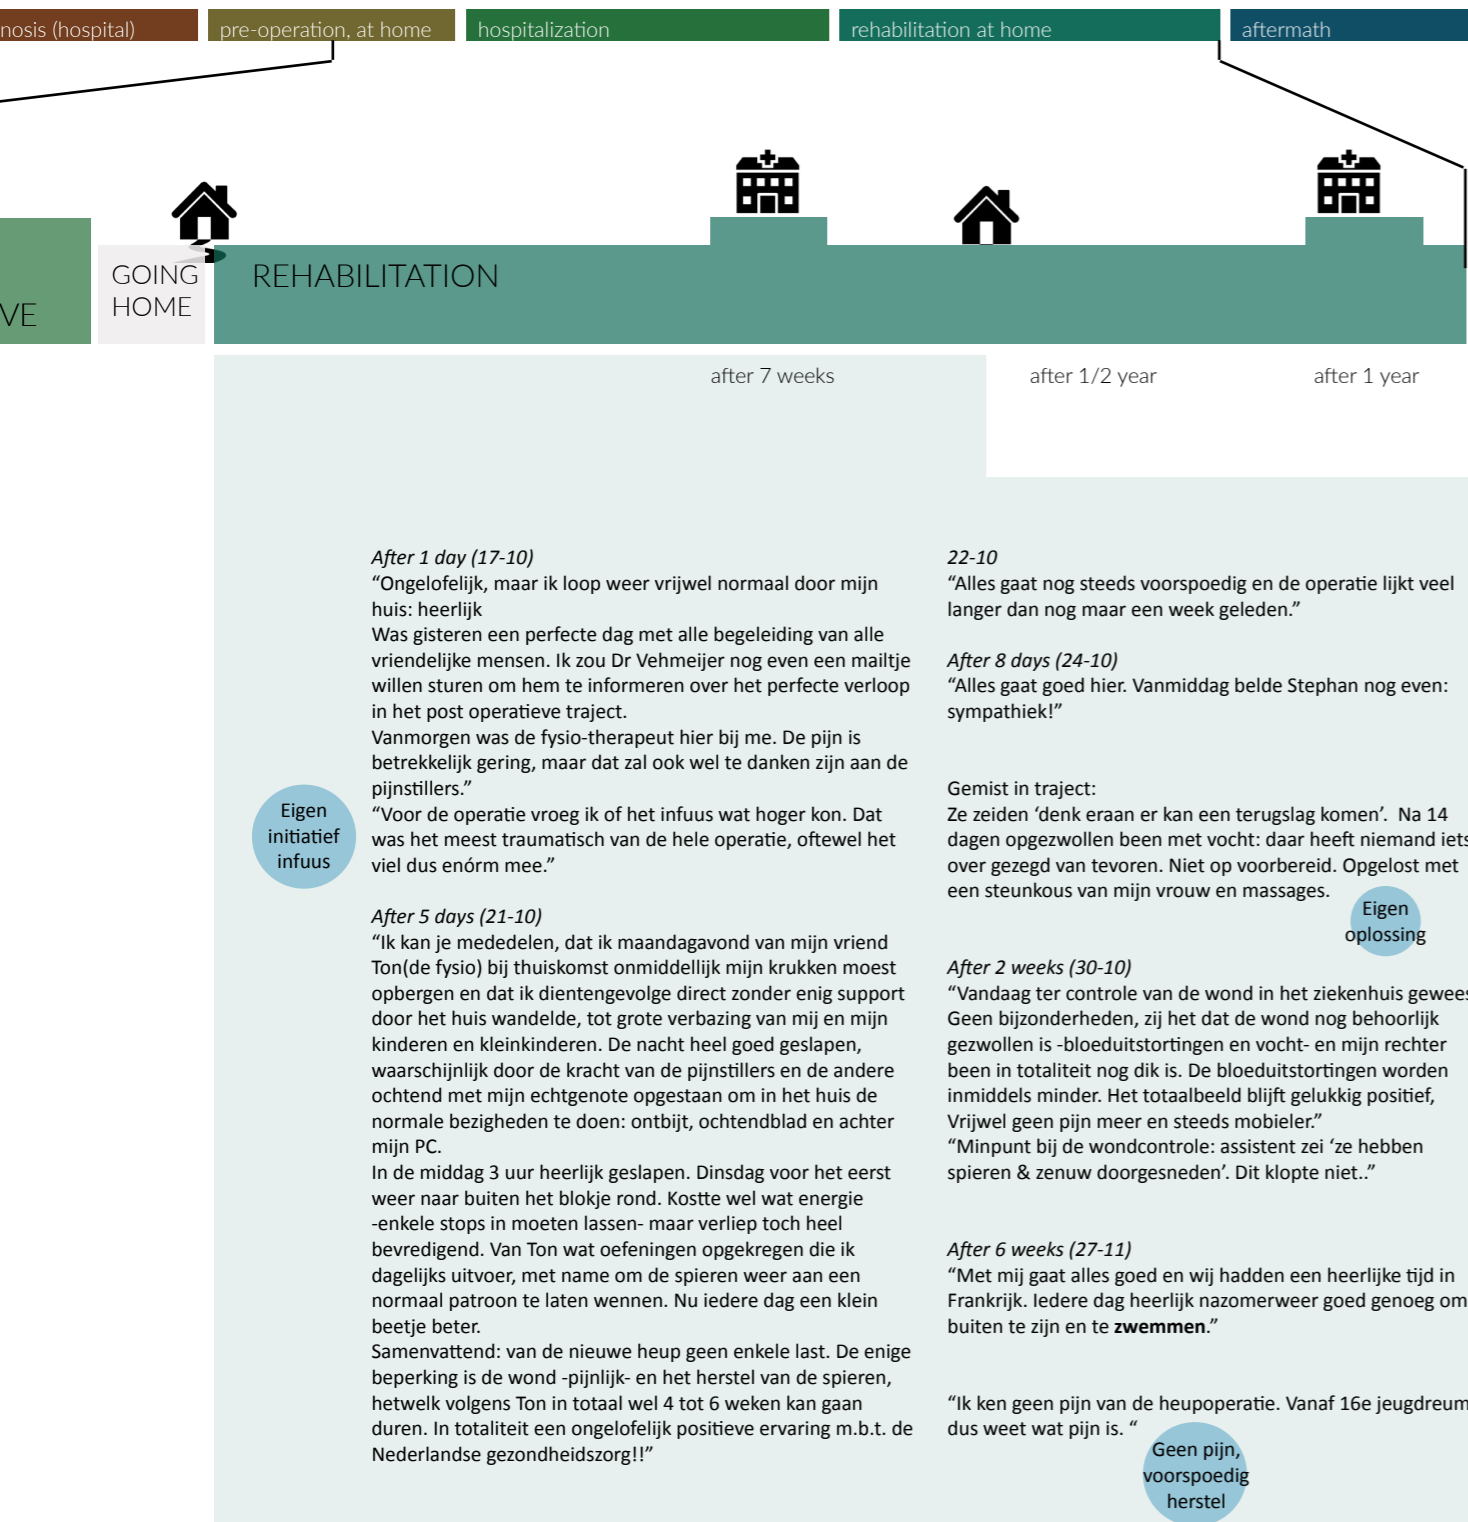 nosis (hospital)
pre-operation, at home
hospitalization
rehabilitation at home
aftermath
VE
GOING
HOME
REHABILITATION
after 7 weeks
after 1/2 year
after 1 year
After 1 day (17-10)
“Ongelofelijk, maar ik loop weer vrijwel normaal door mijn
huis: heerlijk
Was gisteren een perfecte dag met alle begeleiding van alle
vriendelijke mensen. Ik zou Dr Vehmeijer nog even een mailtje
willen sturen om hem te informeren over het perfecte verloop
in het post operatieve traject.
Vanmorgen was de fysio-therapeut hier bij me. De pijn is
betrekkelijk gering, maar dat zal ook wel te danken zijn aan de
pijnstillers.”
“Voor de operatie vroeg ik of het infuus wat hoger kon. Dat
was het meest traumatisch van de hele operatie, oftewel het
viel dus enórm mee.”
Eigen
initiatief
infuus
After 5 days (21-10)
“Ik kan je mededelen, dat ik maandagavond van mijn vriend
Ton(de fysio) bij thuiskomst onmiddellijk mijn krukken moest
opbergen en dat ik dientengevolge direct zonder enig support
door het huis wandelde, tot grote verbazing van mij en mijn
kinderen en kleinkinderen. De nacht heel goed geslapen,
waarschijnlijk door de kracht van de pijnstillers en de andere
ochtend met mijn echtgenote opgestaan om in het huis de
normale bezigheden te doen: ontbijt, ochtendblad en achter
mijn PC.
In de middag 3 uur heerlijk geslapen. Dinsdag voor het eerst
weer naar buiten het blokje rond. Kostte wel wat energie
-enkele stops in moeten lassen- maar verliep toch heel
bevredigend. Van Ton wat oefeningen opgekregen die ik
dagelijks uitvoer, met name om de spieren weer aan een
normaal patroon te laten wennen. Nu iedere dag een klein
beetje beter.
Samenvattend: van de nieuwe heup geen enkele last. De enige
beperking is de wond -pijnlijk- en het herstel van de spieren,
hetwelk volgens Ton in totaal wel 4 tot 6 weken kan gaan
duren. In totaliteit een ongelofelijk positieve ervaring m.b.t. de
Nederlandse gezondheidszorg!!”
22-10
“Alles gaat nog steeds voorspoedig en de operatie lijkt veel
langer dan nog maar een week geleden.”
After 8 days (24-10)
“Alles gaat goed hier. Vanmiddag belde Stephan nog even:
sympathiek!”
Gemist in traject:
Ze zeiden ‘denk eraan er kan een terugslag komen’. Na 14
dagen opgezwollen been met vocht: daar heeft niemand iets
over gezegd van tevoren. Niet op voorbereid. Opgelost met
een steunkous van mijn vrouw en massages.
Eigen
oplossing
After 2 weeks (30-10)
“Vandaag ter controle van de wond in het ziekenhuis gewees
Geen bijzonderheden, zij het dat de wond nog behoorlijk
gezwollen is -bloeduitstortingen en vocht- en mijn rechter
been in totaliteit nog dik is. De bloeduitstortingen worden
inmiddels minder. Het totaalbeeld blijft gelukkig positief,
Vrijwel geen pijn meer en steeds mobieler.”
“Minpunt bij de wondcontrole: assistent zei ‘ze hebben
spieren & zenuw doorgesneden’. Dit klopte niet..”
After 6 weeks (27-11)
“Met mij gaat alles goed en wij hadden een heerlijke tijd in
Frankrijk. Iedere dag heerlijk nazomerweer goed genoeg om
buiten te zijn en te zwemmen.”
“Ik ken geen pijn van de heupoperatie. Vanaf 16e jeugdreum
dus weet wat pijn is. “
Geen pijn,
voorspoedig
herstel